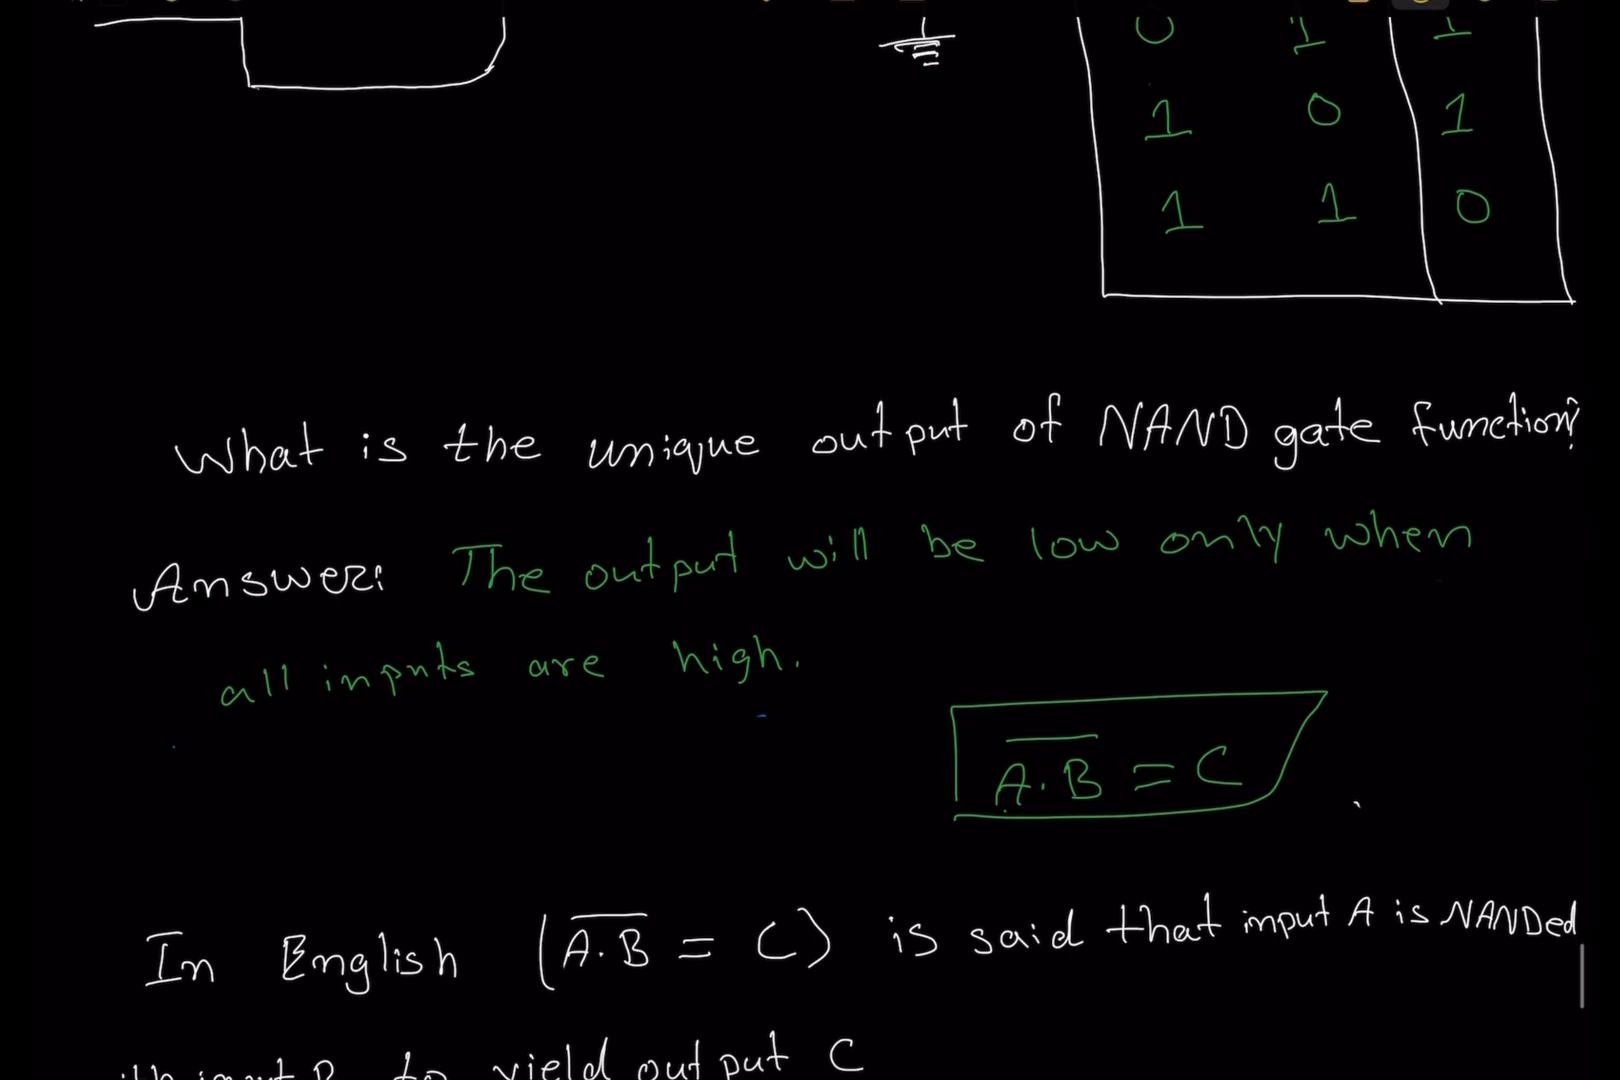 0 1 1
1 0 1
1 1 0
What is the unique output of NAND gate function?
Answer: The output will be low only when
all inputs are high.
A.B = C
In English (A.B = C) is said that input A is NANDed
to yield output C